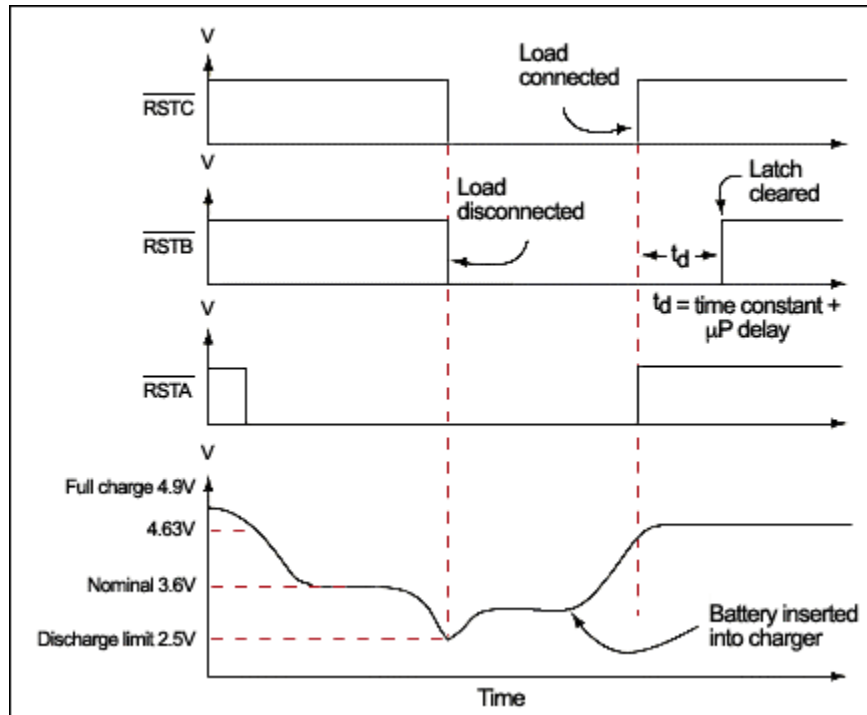 V
RSTC
Load
connected
V
RSTB
Load
disconnected
Latch
cleared
td
td = time constant +
μP delay
V
RSTA
V
Full charge 4.9V
4.63V
Nominal 3.6V
Discharge limit 2.5V
Battery inserted
into charger
Time